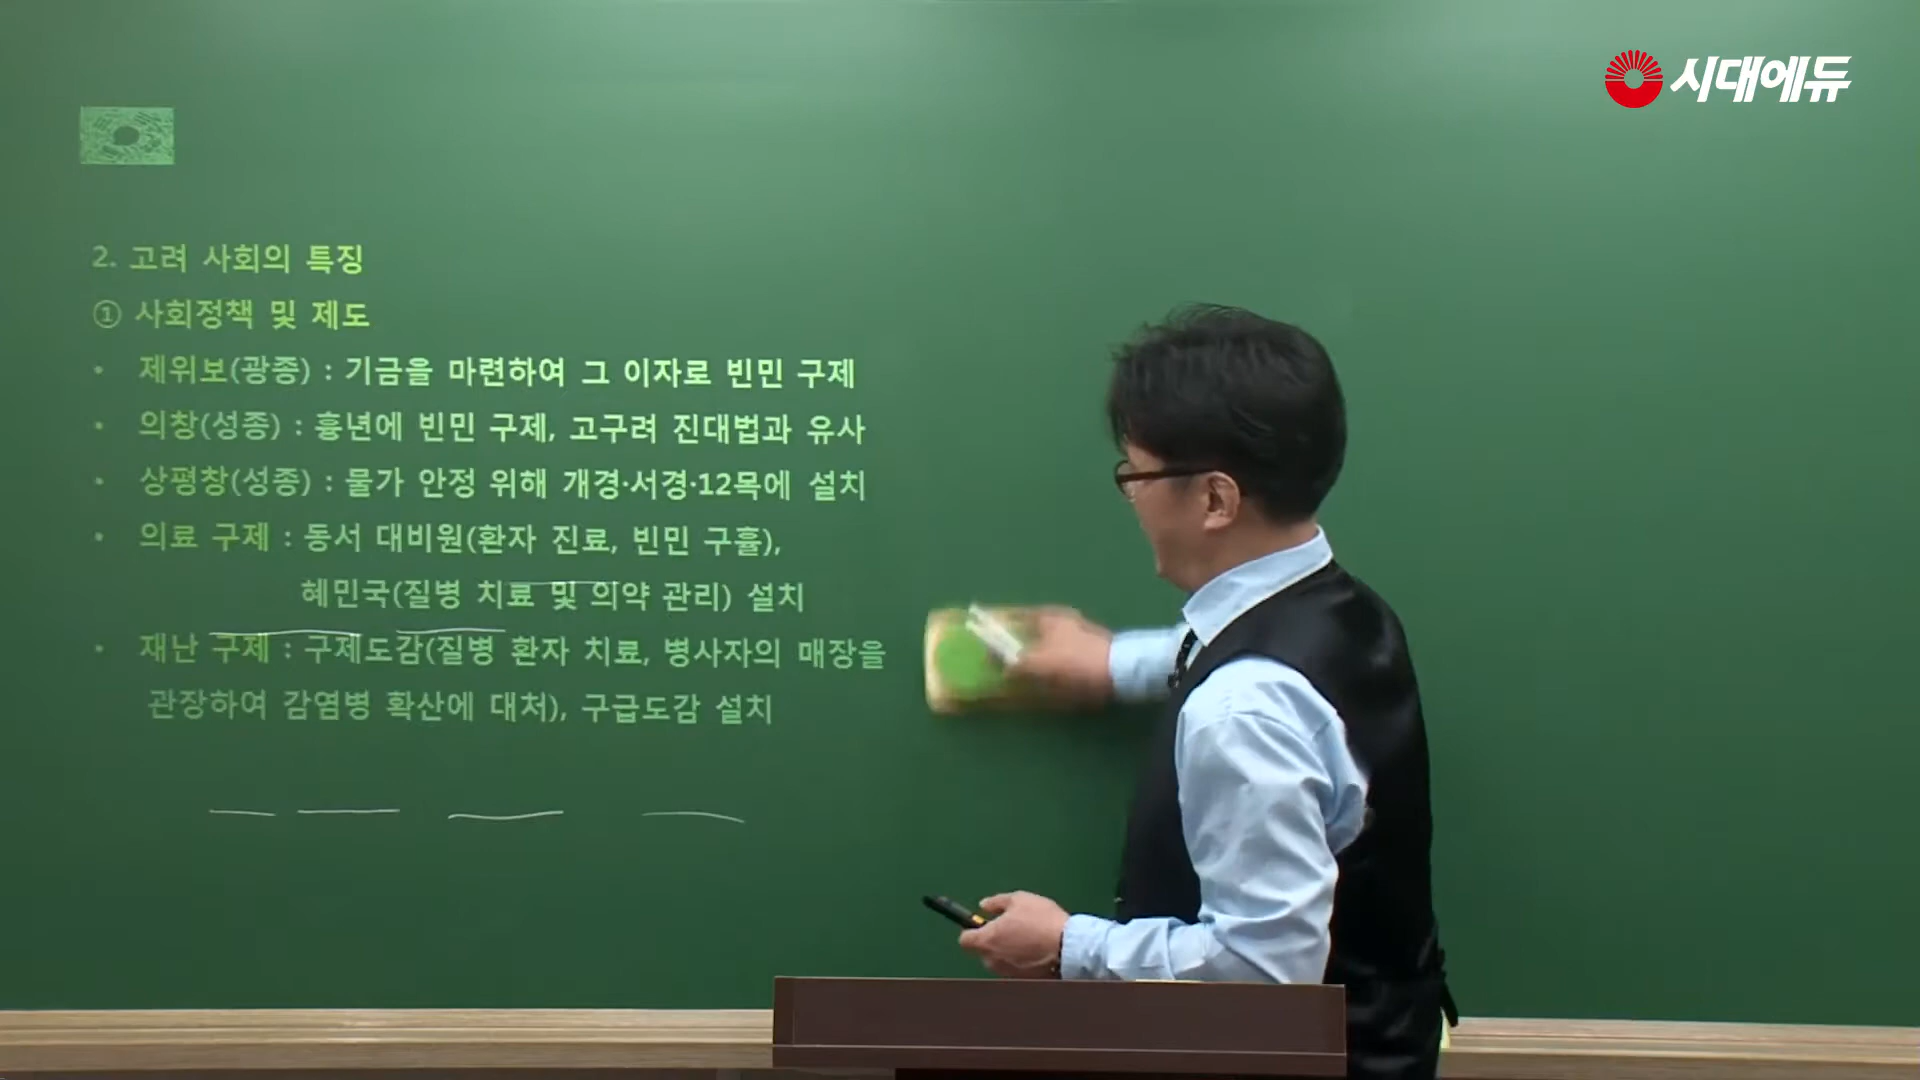 시대에듀
2. 고려 사회의 특징
① 사회정책 및 제도
• 제위보(광종) : 기금을 마련하여 그 이자로 빈민 구제
• 의창(성종) : 흉년에 빈민 구제, 고구려 진대법과 유사
• 상평창(성종) : 물가 안정 위해 개경·서경·12목에 설치
• 의료 구제 : 동서 대비원(환자 진료, 빈민 구휼),
혜민국(질병 치료 및 의약 관리) 설치
• 재난 구제 : 구제도감(질병 환자 치료, 병사자의 매장을
관장하여 감염병 확산에 대처), 구급도감 설치